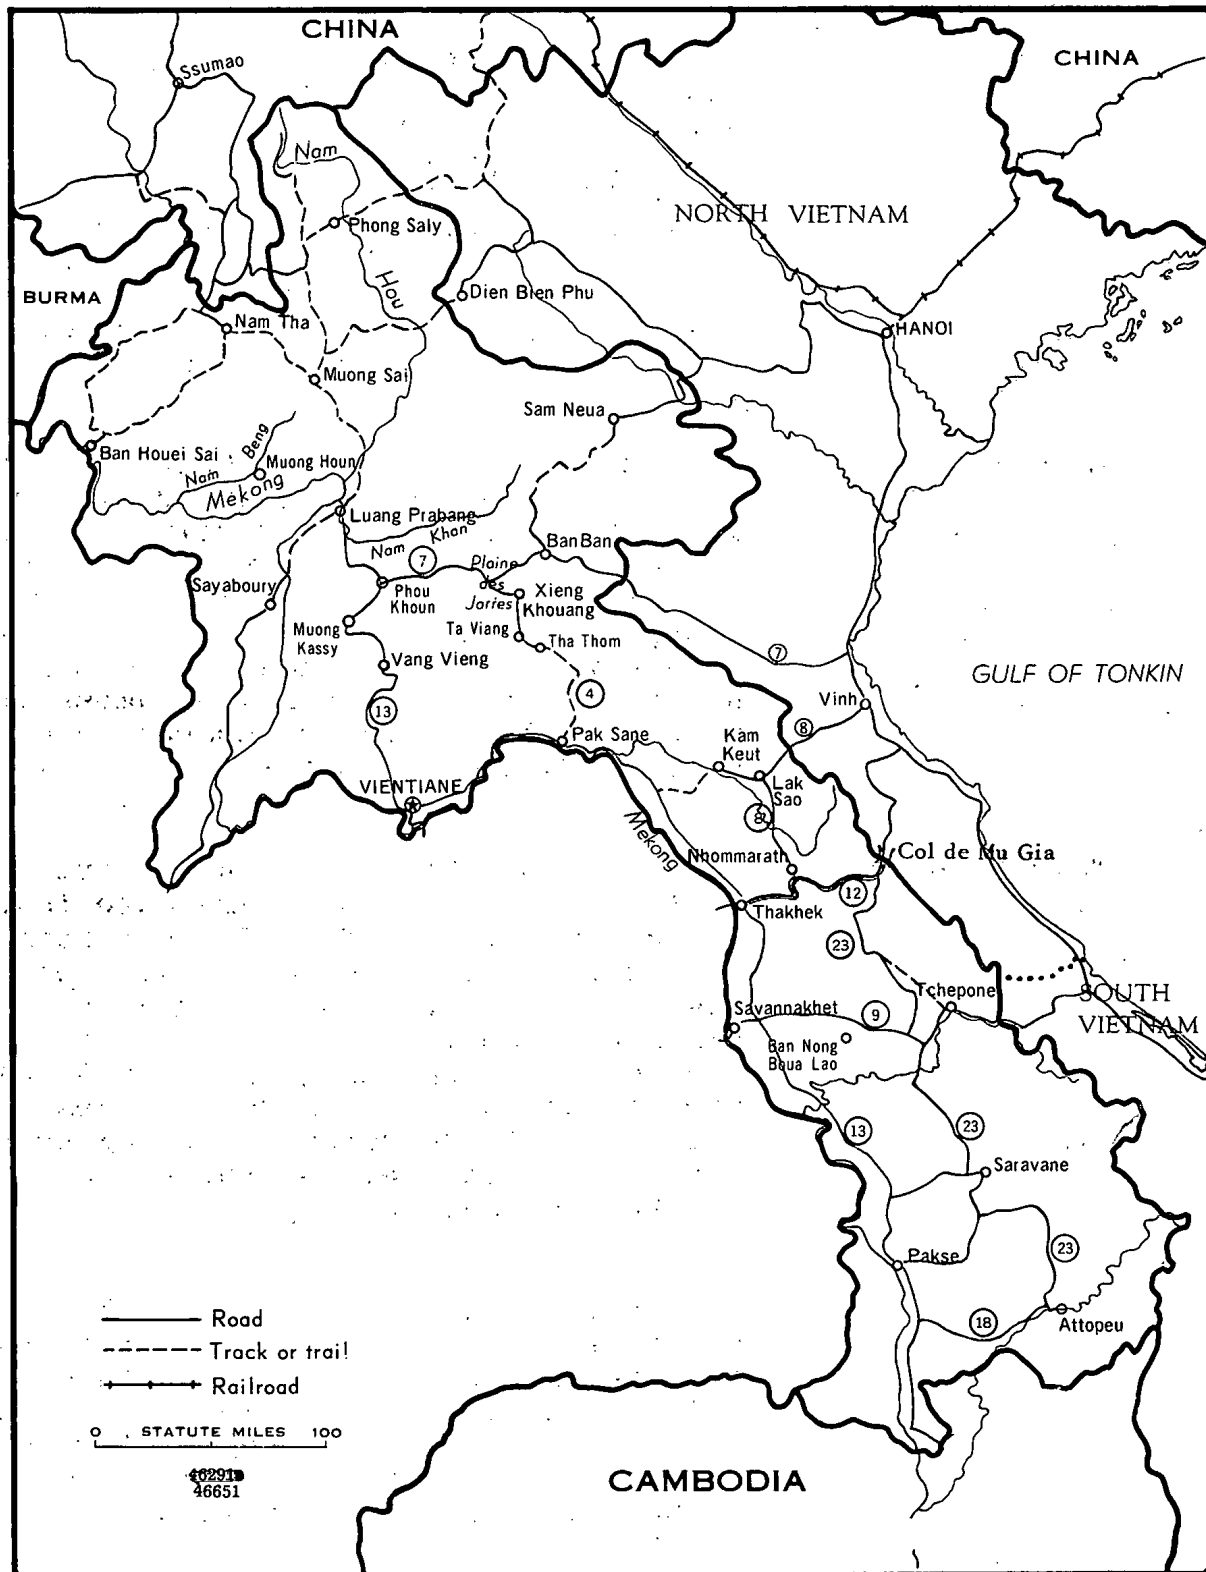 CHINA
CHINA
Ssumao
Nam
NORTH VIETNAM
Phong Saly
Hou
BURMA
Dien Bien Phu
Nam Tha
HANOI
Muong Sai
Sam Neua
Ban Houei Sai
Beng
Nam
Muong Houn
Mekong
Luang Prabang
Nam Khan
Ban Ban
7
Plaine
des
Jarres
Sayaboury
Phou
Khoun
Xieng
Khouang
Muong
Kassy
Ta Viang
Tha Thom
7
Vang Vieng
GULF OF TONKIN
4
Vinh
13
8
Pak Sane
Kam
Keut
Lak
Sao
VIENTIANE
8
Mekong
Nhommarath
Col de Mu Gia
12
Thakhek
23
Tchepone
SOUTH
VIETNAM
Savannakhet
9
Ban Nong
Boua Lao
13
23
Saravane
Pakse
23
18
Attopeu
Road
Track or trail
Railroad
0 STATUTE MILES 100
46651
CAMBODIA